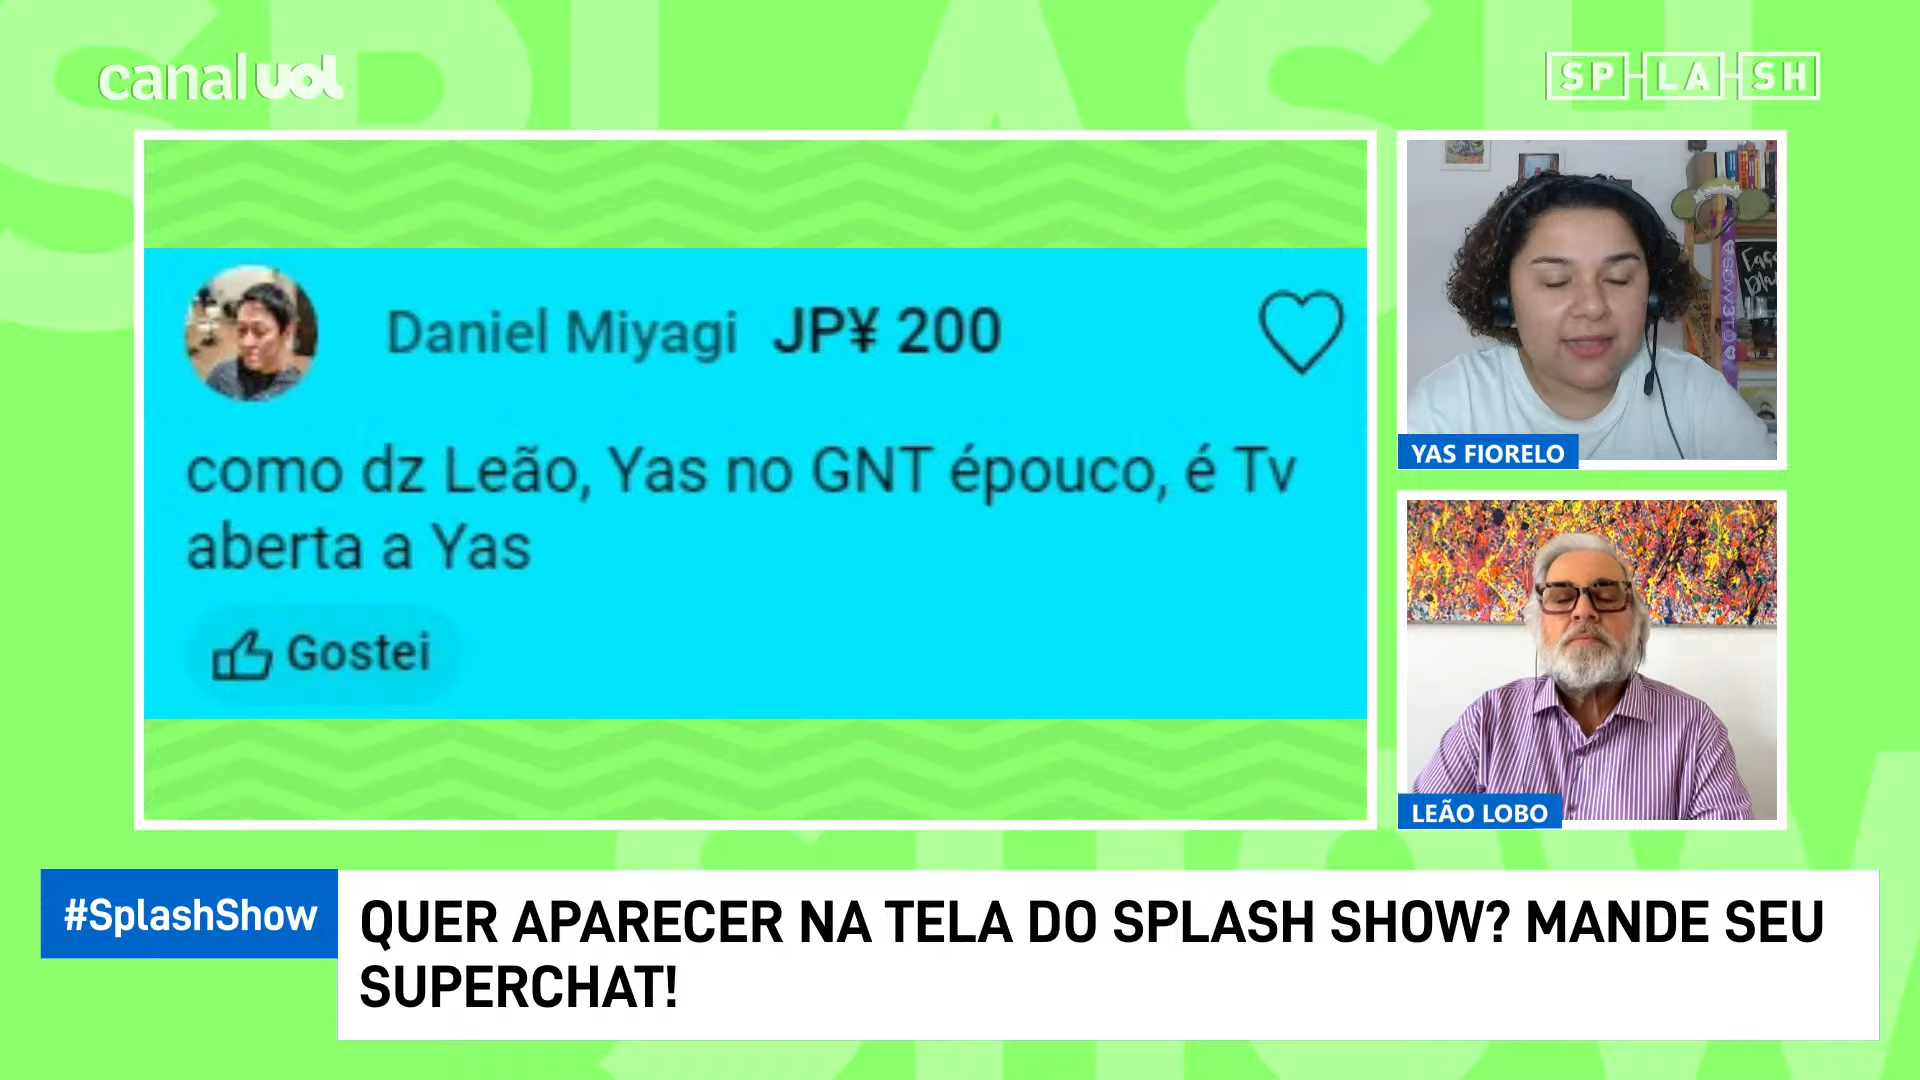 canal uol
SPLASH
Daniel Miyagi JP¥ 200
como dz Leão, Yas no GNT époucо, é Tv
aberta a Yas
Gostei
YAS FIORELO
LEÃO LOBO
#SplashShow
QUER APARECER NA TELA DO SPLASH SHOW? MANDE SEU
SUPERCHAT!